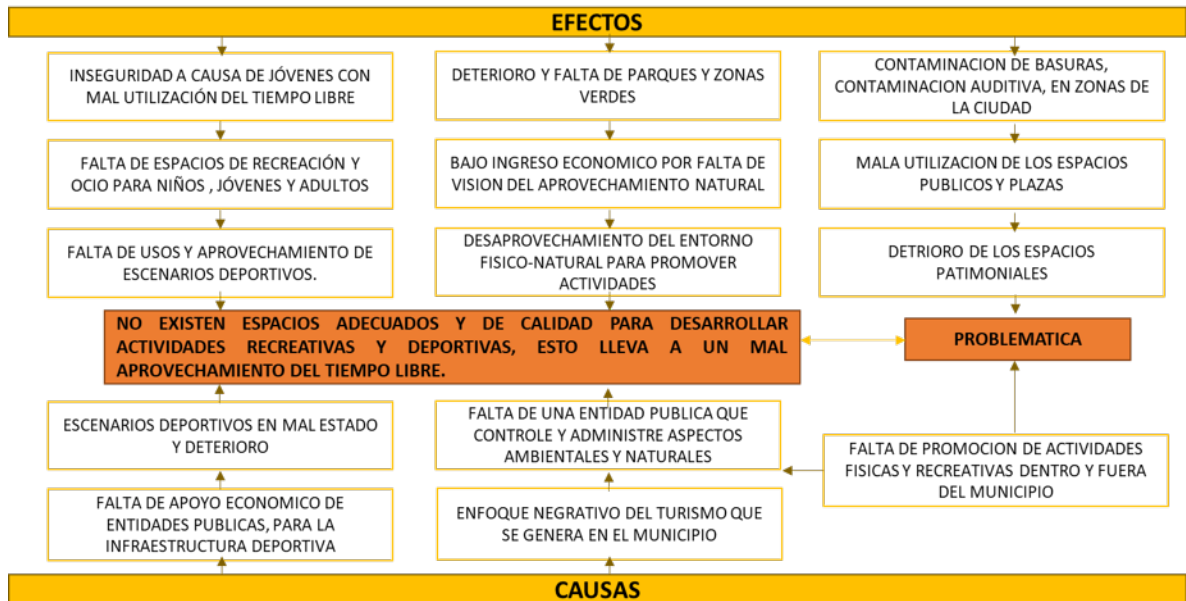 EFECTOS
INSEGURIDAD A CAUSA DE JÓVENES CON
MAL UTILIZACIÓN DEL TIEMPO LIBRE
DETERIORO Y FALTA DE PARQUES Y ZONAS
VERDES
CONTAMINACION DE BASURAS,
CONTAMINACION AUDITIVA, EN ZONAS DE
LA CIUDAD
FALTA DE ESPACIOS DE RECREACIÓN Y
OCIO PARA NIÑOS , JÓVENES Y ADULTOS
BAJO INGRESO ECONOMICO POR FALTA DE
VISION DEL APROVECHAMIENTO NATURAL
MALA UTILIZACION DE LOS ESPACIOS
PUBLICOS Y PLAZAS
FALTA DE USOS Y APROVECHAMIENTO DE
ESCENARIOS DEPORTIVOS.
DESAPROVECHAMIENTO DEL ENTORNO
FISICO-NATURAL PARA PROMOVER
ACTIVIDADES
DETRIORO DE LOS ESPACIOS
PATIMONIALES
NO EXISTEN ESPACIOS ADECUADOS Y DE CALIDAD PARA DESARROLLAR
ACTIVIDADES RECREATIVAS Y DEPORTIVAS, ESTO LLEVA A UN MAL
APROVECHAMIENTO DEL TIEMPO LIBRE.
PROBLEMATICA
ESCENARIOS DEPORTIVOS EN MAL ESTADO
Y DETERIORO
FALTA DE UNA ENTIDAD PUBLICA QUE
CONTROLE Y ADMINISTRE ASPECTOS
AMBIENTALES Y NATURALES
FALTA DE PROMOCION DE ACTIVIDADES
FISICAS Y RECREATIVAS DENTRO Y FUERA
DEL MUNICIPIO
FALTA DE APOYO ECONOMICO DE
ENTIDADES PUBLICAS, PARA LA
INFRAESTRUCTURA DEPORTIVA
ENFOQUE NEGRATIVO DEL TURISMO QUE
SE GENERA EN EL MUNICIPIO
CAUSAS